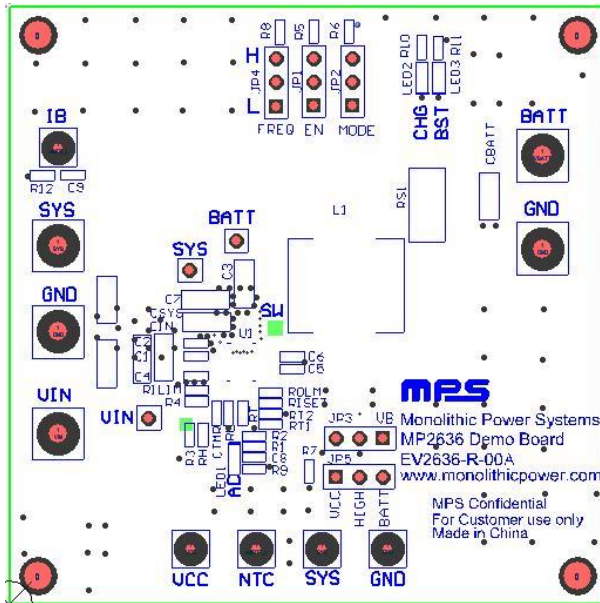 R8
R5
R6
H
JP4
JP1
JP2
L
FREQ
EN
MODE
R10
R11
LED2
LED3
CHG
BST
IB
R12
C9
CBATT
BATT
RS1
SYS
GND
L1
BATT
SYS
C3
C7
CSYS
CIN
SW
U1
GND
C2
C1
C4
C6
C5
RILIM
R4
VIN
VIN
ROLM
RISET
RT2
RT1
CTMR
R3
RH
R2
R1
C8
R9
LED1
R7
JP3
VB
JP5
VCC
HIGH
BATT
MPS
Monolithic Power Systems
MP2636 Demo Board
EV2636-R-00A
www.monolithicpower.com
MPS Confidential
For Customer use only
Made in China
VCC
NTC
SYS
GND